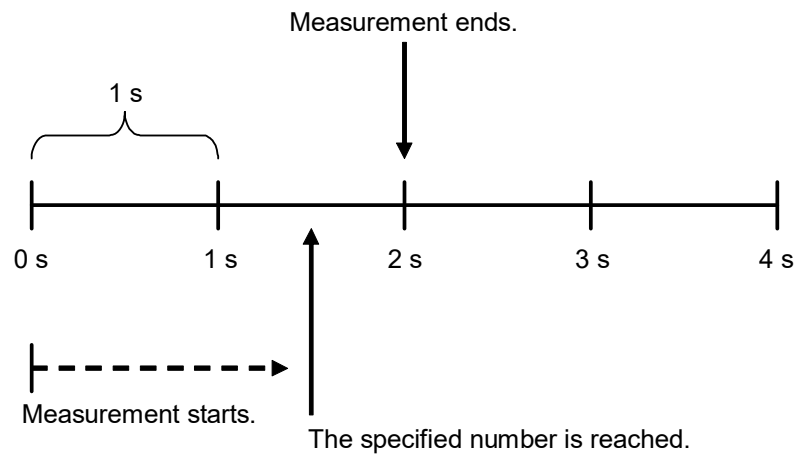 Measurement ends.
1 s
0 s 1 s 2 s 3 s 4 s
Measurement starts.
The specified number is reached.